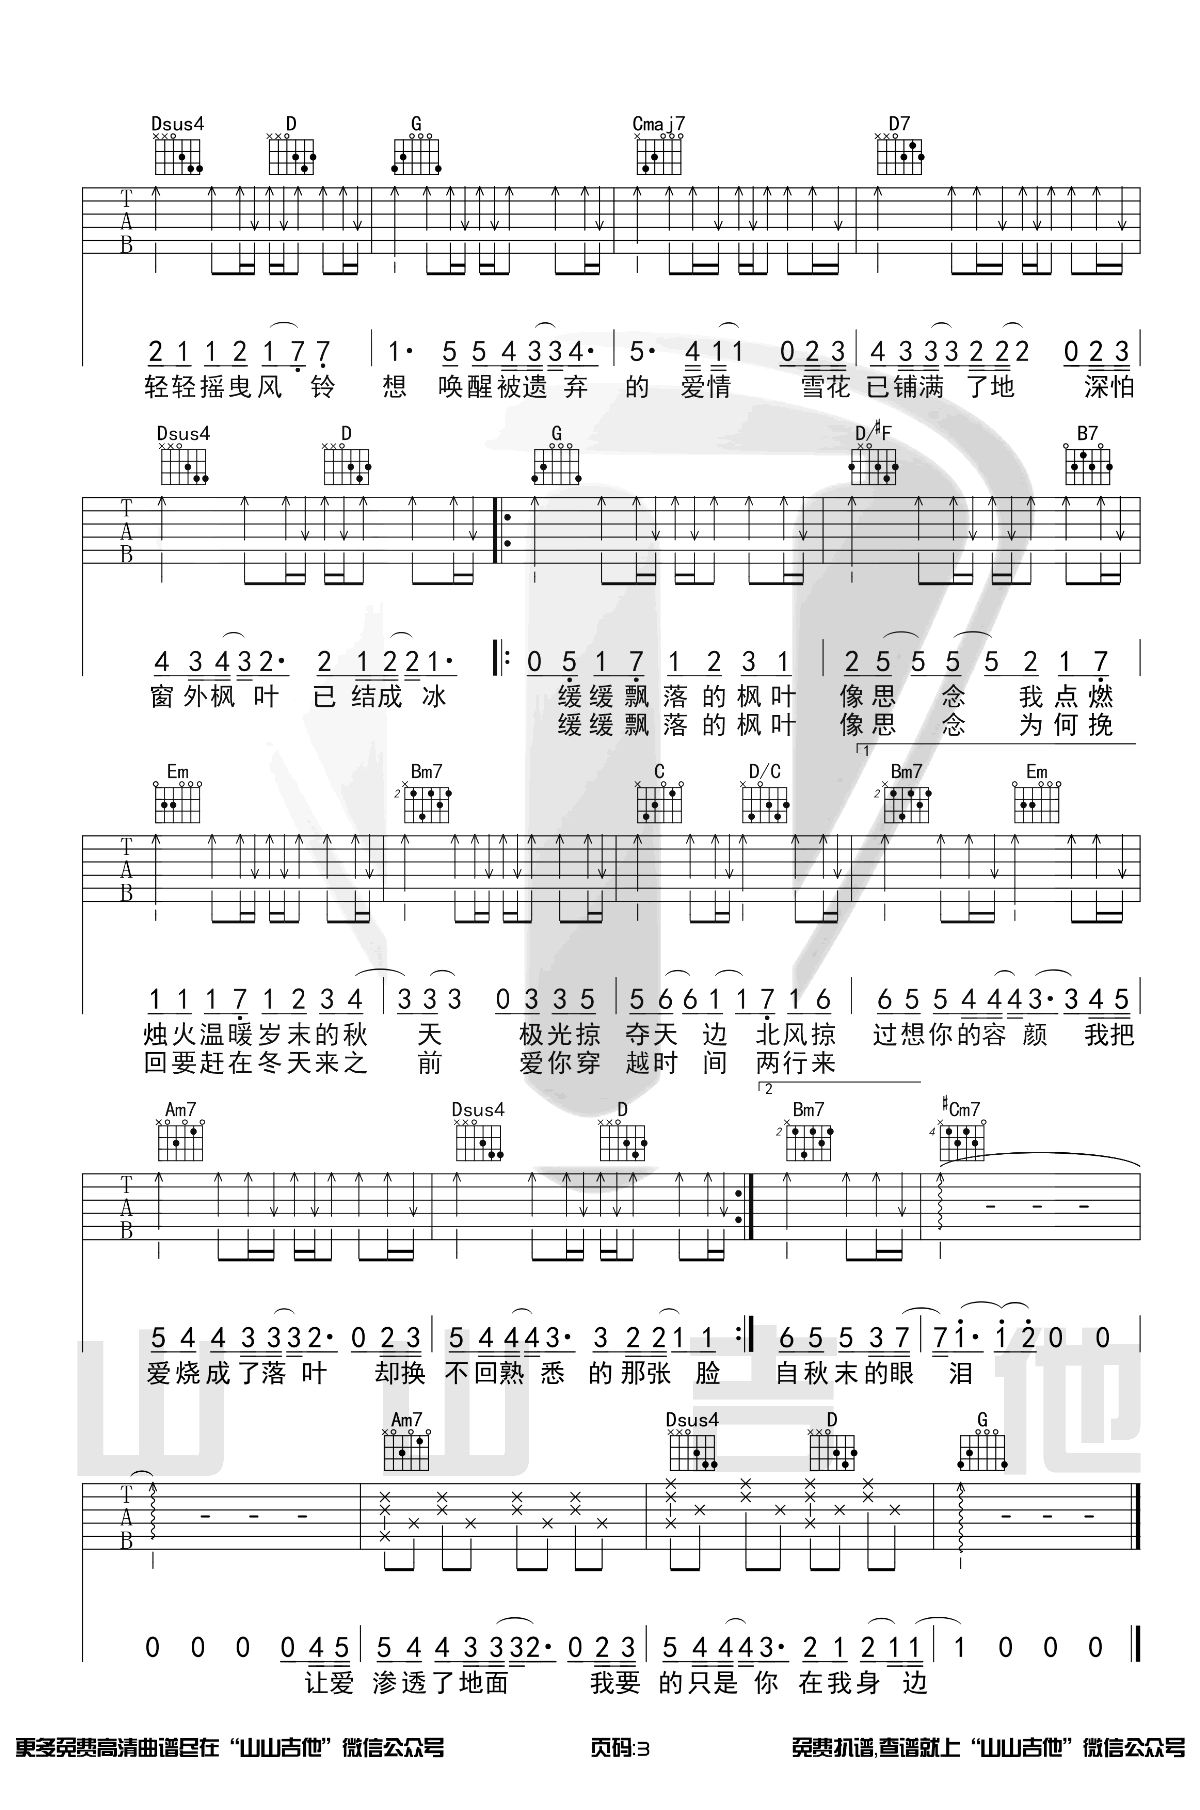 Dsus4 D G Cmaj7 D7
T
A
B
2 1 1 2 1 7 7 1· 5 5 4 3 3 4· 5· 4 1 1 0 2 3 4 3 3 3 2 2 2 0 2 3
轻轻摇曳风 铃 想 唤醒被遗弃 的 爱情 雪花已铺满 了地 深怕
Dsus4 D G D/#F B7
T
A
B
4 3 4 3 2· 2 1 2 2 1· 0 5 1 7 1 2 3 1 2 5 5 5 5 2 1 7
窗外枫 叶 已结成 冰 缓缓飘落的枫叶 像思 念 我点燃
缓缓飘落的枫叶 像思 念 为何挽
1
Em Bm7 C D/C Bm7 Em
2 2
T
A
B
1 1 1 7 1 2 3 4 3 3 3 0 3 3 5 5 6 6 1 1 7 1 6 6 5 5 4 4 4 3· 3 4 5
烛火温暖岁末的秋 天 极光掠 夺天 边 北风掠 过想你的容 颜 我把
回要赶在冬天来之 前 爱你穿 越时 间 两行来
2
Am7 Dsus4 D Bm7 #Cm7
2 4
T
A
B
5 4 4 3 3 3 2· 0 2 3 5 4 4 4 3· 3 2 2 1 1 6 5 5 3 7 7 1· 1 2 0 0
爱烧成了落 叶 却换 不回熟 悉 的那张 脸 自秋末的眼 泪
Am7 Dsus4 D G
T
A
B
0 0 0 0 4 5 5 4 4 3 3 3 2· 0 2 3 5 4 4 4 3· 2 1 2 1 1 1 0 0 0
让爱 渗透了地面 我要 的只是 你 在我身 边
山山吉他
更多免费高清曲谱尽在“山山吉他”微信公众号 页码:3 免费扒谱,查谱就上“山山吉他”微信公众号